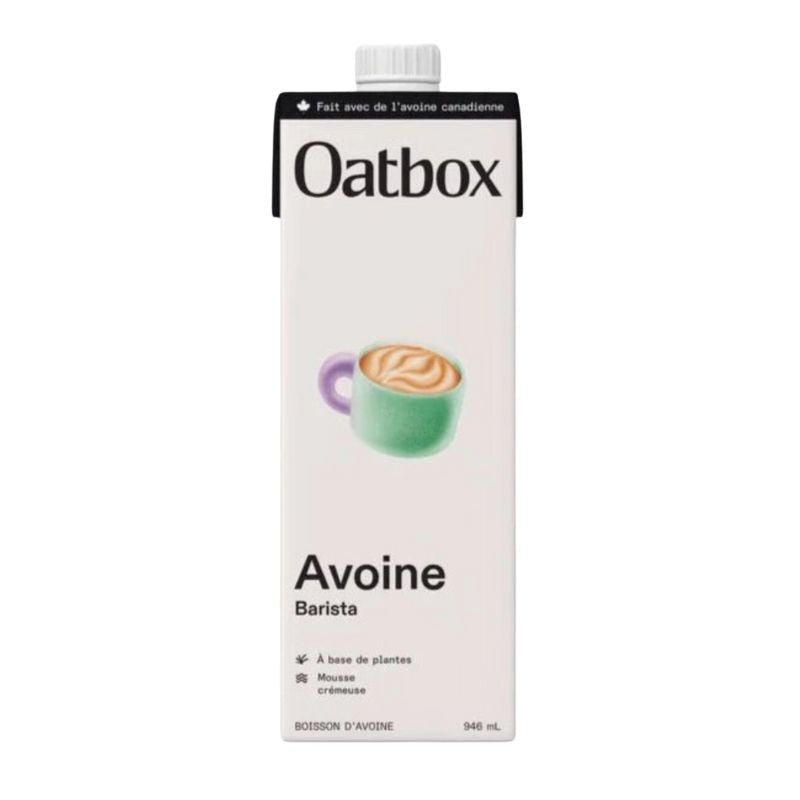 Fait avec de l'avoine canadienne
Oatbox
Avoine
Barista
À base de plantes
Mousse
crémeuse
BOISSON D'AVOINE 946 mL